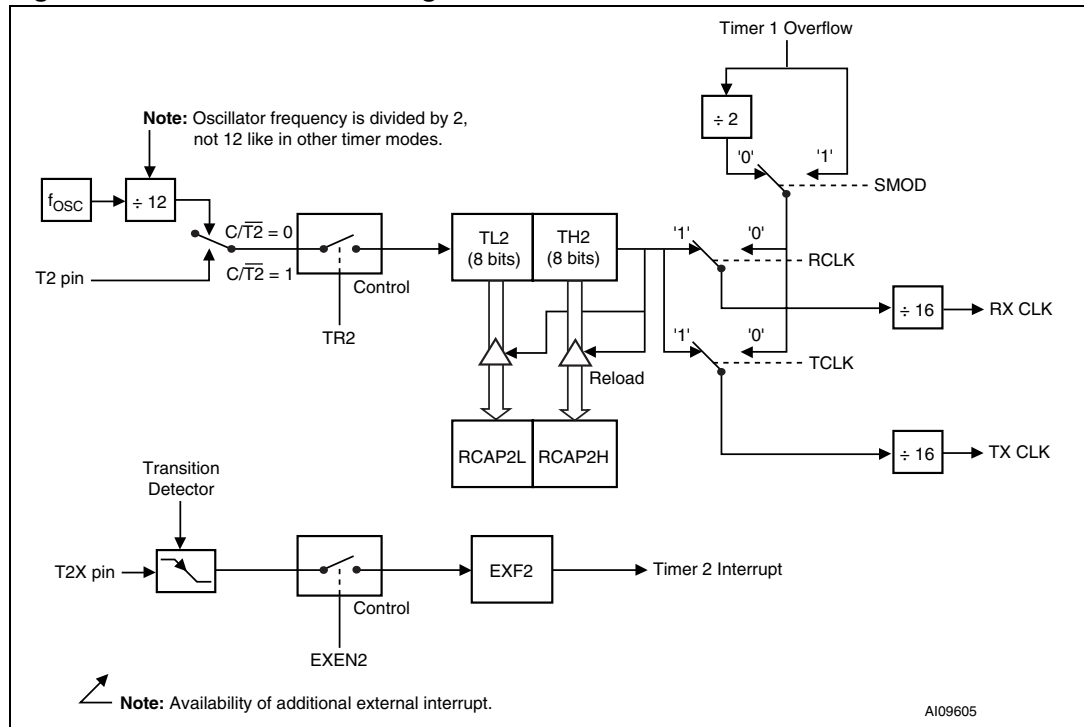 Timer 1 Overflow
Note: Oscillator frequency is divided by 2,
not 12 like in other timer modes.
÷ 2
'0'
'1'
SMOD
fOSC
÷ 12
C/T2 = 0
T2 pin
C/T2 = 1
Control
TR2
TL2
(8 bits)
TH2
(8 bits)
'1'
'0'
RCLK
÷ 16
RX CLK
'1'
'0'
TCLK
Reload
RCAP2L
RCAP2H
÷ 16
TX CLK
Transition
Detector
T2X pin
Control
EXEN2
EXF2
Timer 2 Interrupt
Note: Availability of additional external interrupt.
AI09605